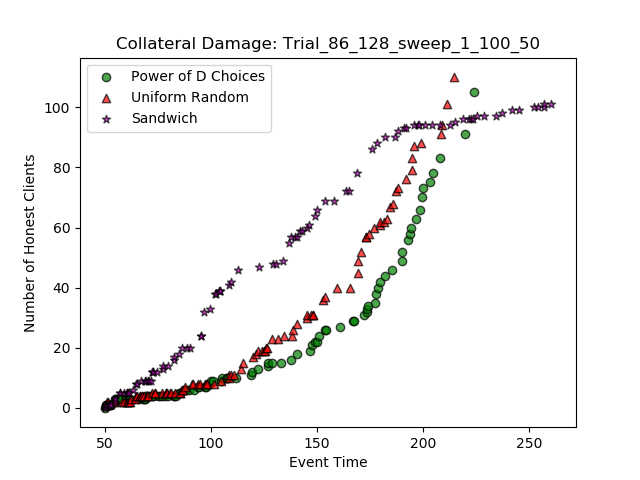 Collateral Damage: Trial_86_128_sweep_1_100_50
Power of D Choices
Uniform Random
Sandwich
Number of Honest Clients
100
80
60
40
20
0
50
100
150
200
250
Event Time